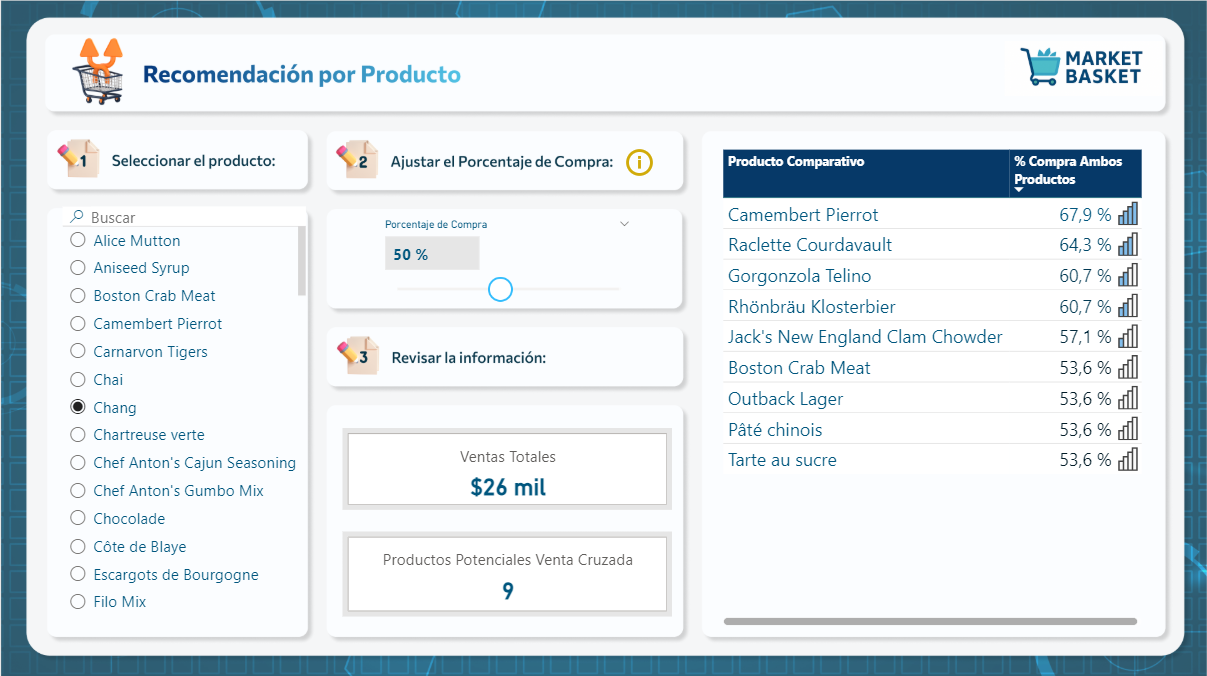 Recomendación por Producto
MARKET
BASKET
1
Seleccionar el producto:
Buscar
Alice Mutton
Aniseed Syrup
Boston Crab Meat
Camembert Pierrot
Carnarvon Tigers
Chai
Chang
Chartreuse verte
Chef Anton's Cajun Seasoning
Chef Anton's Gumbo Mix
Chocolade
Côte de Blaye
Escargots de Bourgogne
Filo Mix
2
Ajustar el Porcentaje de Compra:
i
Porcentaje de Compra
50 %
3
Revisar la información:
Ventas Totales
$26 mil
Productos Potenciales Venta Cruzada
9
Producto Comparativo
% Compra Ambos
Productos
Camembert Pierrot 67,9 %
Raclette Courdavault 64,3 %
Gorgonzola Telino 60,7 %
Rhönbräu Klosterbier 60,7 %
Jack's New England Clam Chowder 57,1 %
Boston Crab Meat 53,6 %
Outback Lager 53,6 %
Pâté chinois 53,6 %
Tarte au sucre 53,6 %